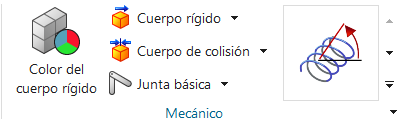 Color del
cuerpo rígido
Cuerpo rígido
Cuerpo de colisión
Junta básica
Mecánico